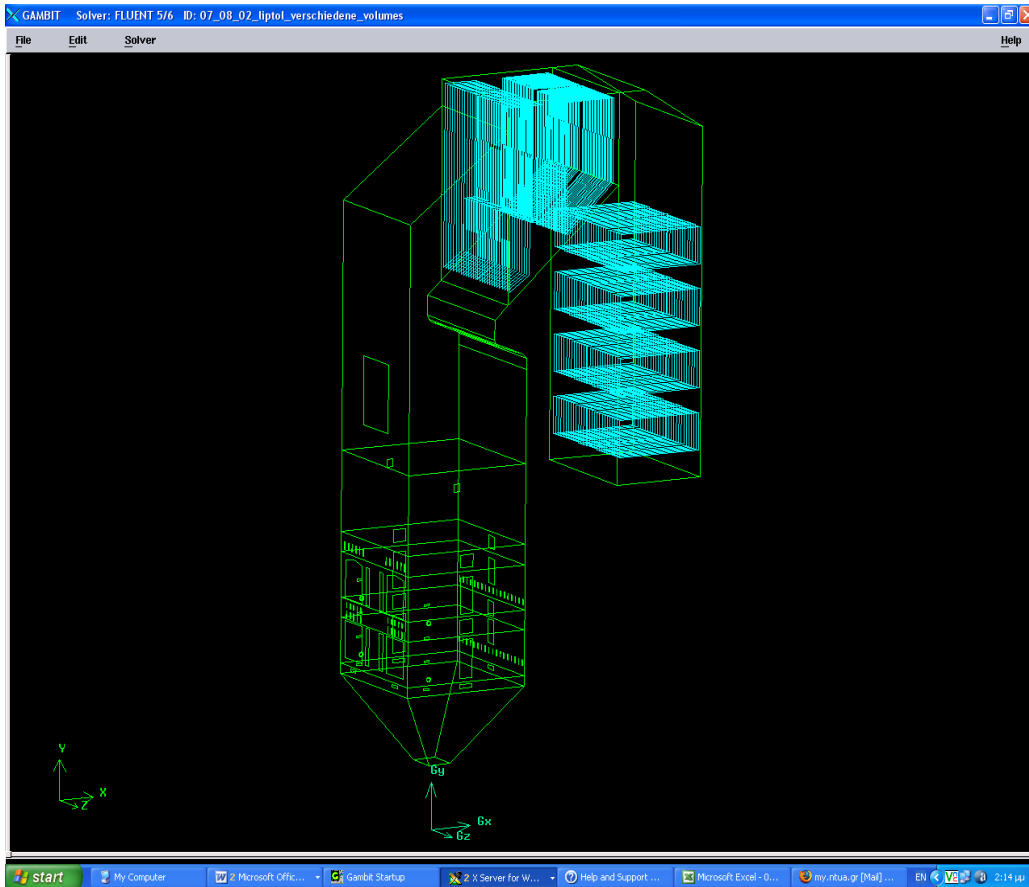 GAMBIT Solver: FLUENT 5/6 ID: 07_08_02_liptol_verschiedene_volumes
File Edit Solver Help
Y
X
Z
Gy
Gx
Gz
start My Computer 2 Microsoft Offic... Gambit Startup 2 X Server for W... Help and Support ... Microsoft Excel - 0... my.ntua.gr [Mail] ... EN 2:14 μμ